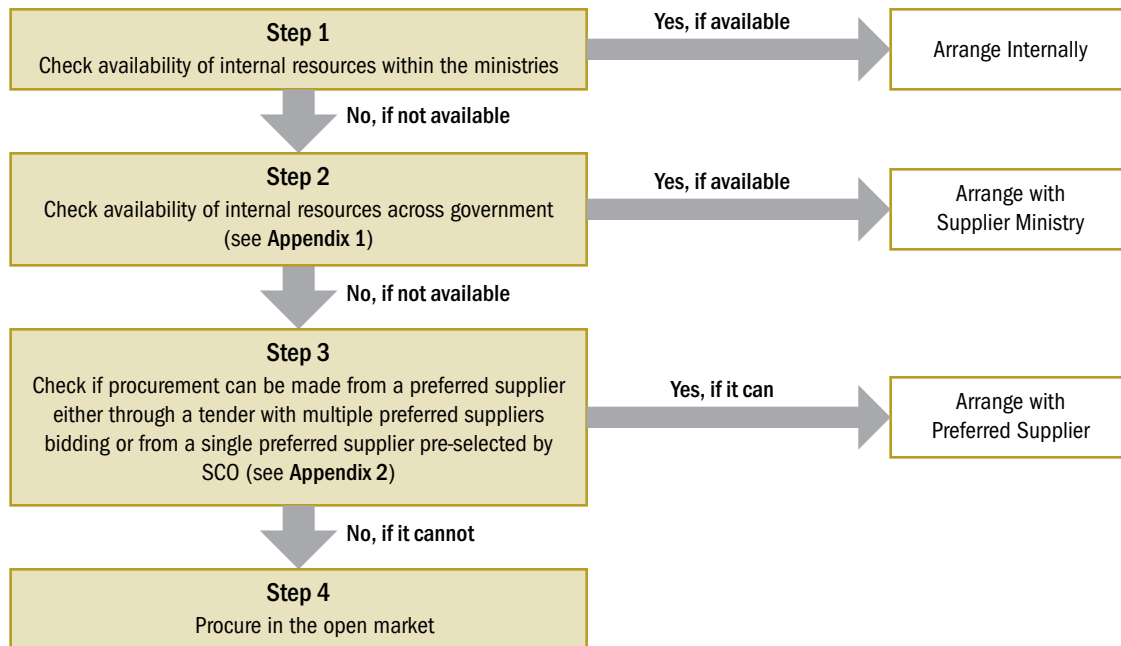 Step 1
Check availability of internal resources within the ministries
Yes, if available
Arrange Internally
No, if not available
Step 2
Check availability of internal resources across government
(see Appendix 1)
Yes, if available
Arrange with
Supplier Ministry
No, if not available
Step 3
Check if procurement can be made from a preferred supplier
either through a tender with multiple preferred suppliers
bidding or from a single preferred supplier pre-selected by
SCO (see Appendix 2)
Yes, if it can
Arrange with
Preferred Supplier
No, if it cannot
Step 4
Procure in the open market